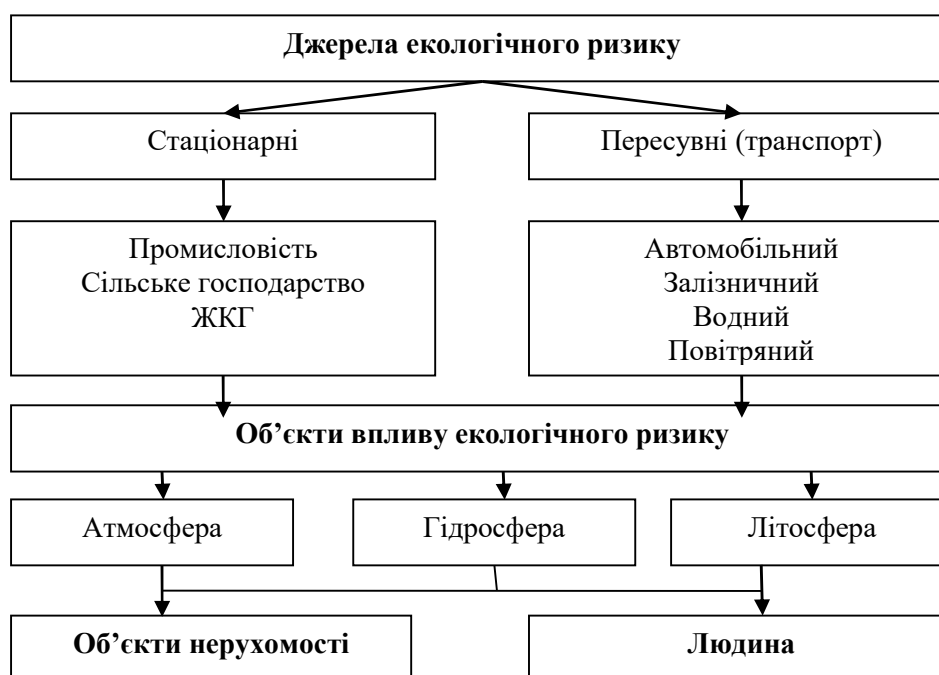 Джерела екологічного ризику
Стаціонарні
Пересувні (транспорт)
Промисловість
Сільське господарство
ЖКГ
Автомобільний
Залізничний
Водний
Повітряний
Об’єкти впливу екологічного ризику
Атмосфера
Гідросфера
Літосфера
Об’єкти нерухомості
Людина